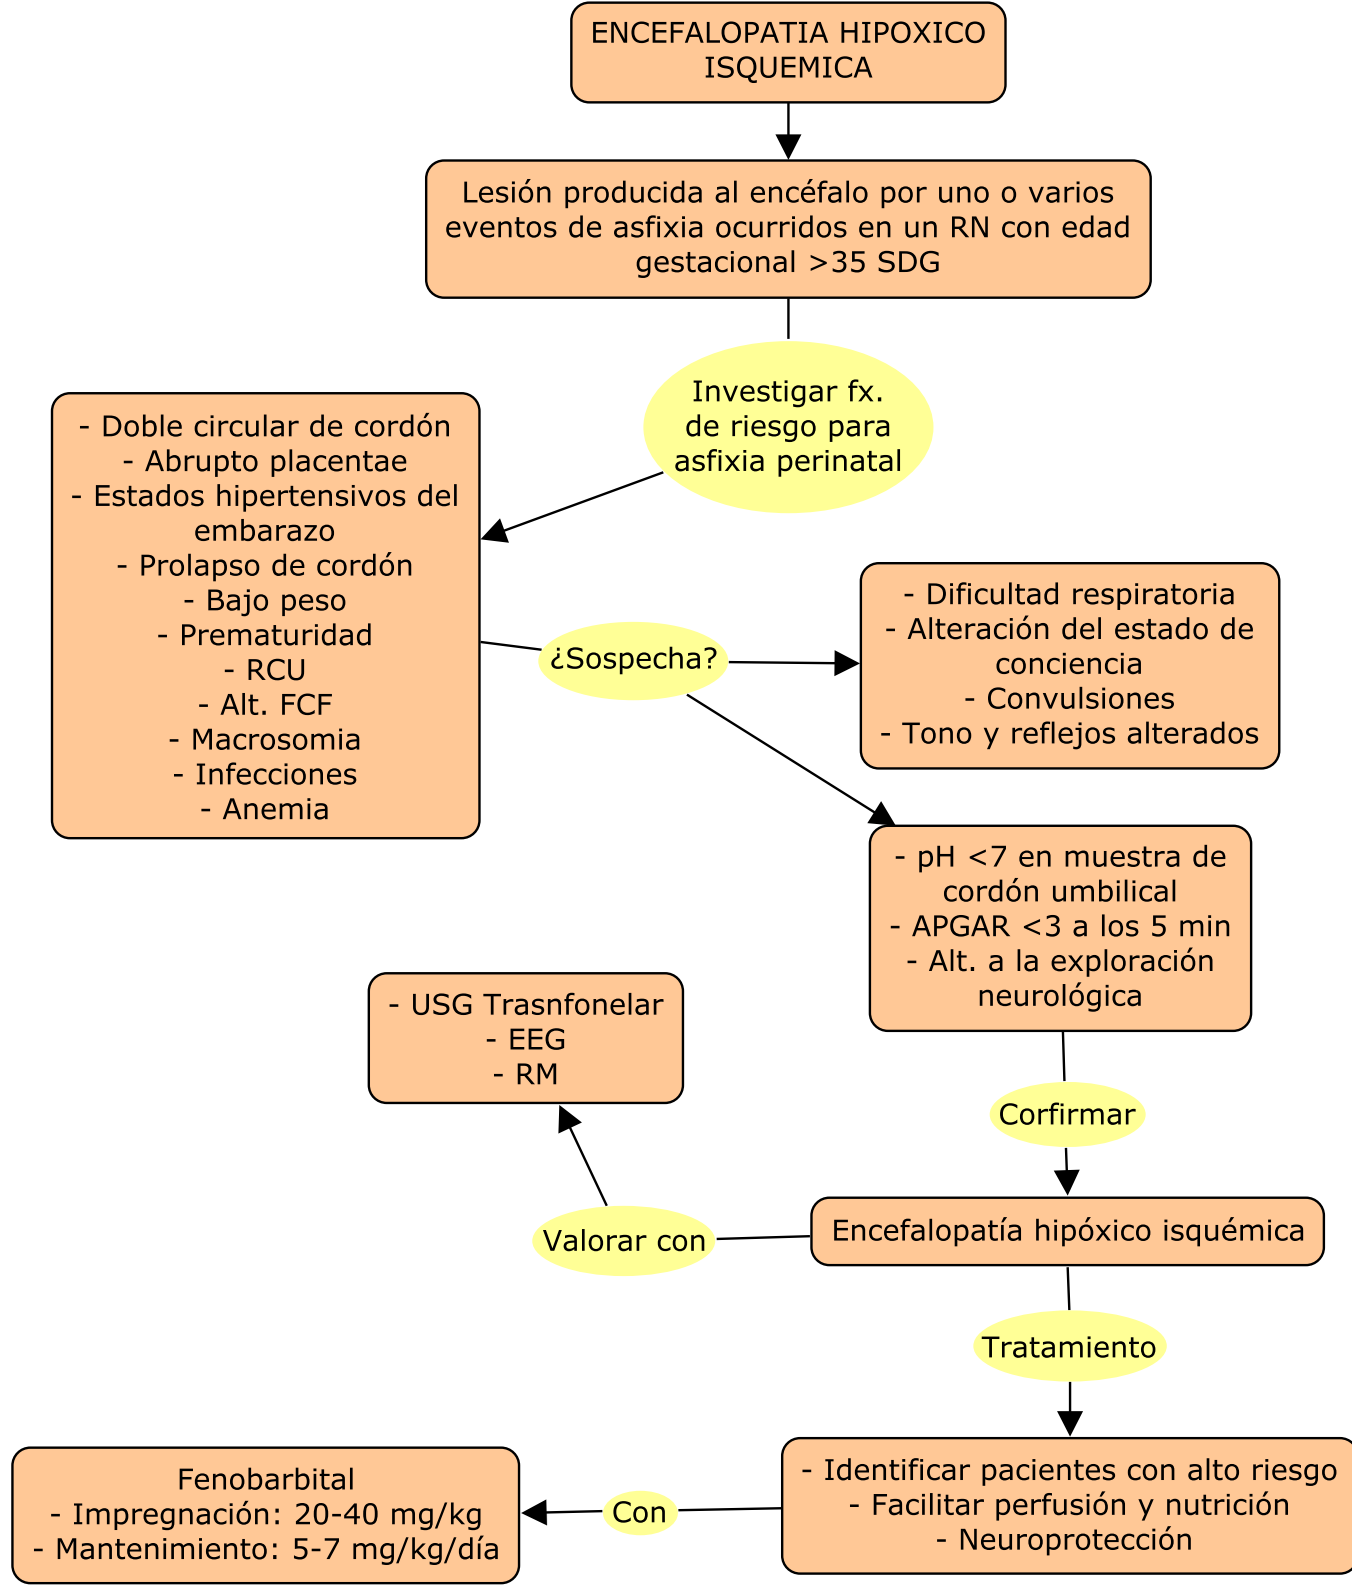 ENCEFALOPATIA HIPOXICO
ISQUEMICA
Lesión producida al encéfalo por uno o varios
eventos de asfixia ocurridos en un RN con edad
gestacional >35 SDG
Investigar fx.
de riesgo para
asfixia perinatal
- Doble circular de cordón
- Abrupto placentae
- Estados hipertensivos del
embarazo
- Prolapso de cordón
- Bajo peso
- Prematuridad
- RCU
- Alt. FCF
- Macrosomia
- Infecciones
- Anemia
¿Sospecha?
- Dificultad respiratoria
- Alteración del estado de
conciencia
- Convulsiones
- Tono y reflejos alterados
- pH <7 en muestra de
cordón umbilical
- APGAR <3 a los 5 min
- Alt. a la exploración
neurológica
- USG Trasnfonelar
- EEG
- RM
Corfirmar
Valorar con
Encefalopatía hipóxico isquémica
Tratamiento
- Identificar pacientes con alto riesgo
- Facilitar perfusión y nutrición
- Neuroprotección
Con
Fenobarbital
- Impregnación: 20-40 mg/kg
- Mantenimiento: 5-7 mg/kg/día